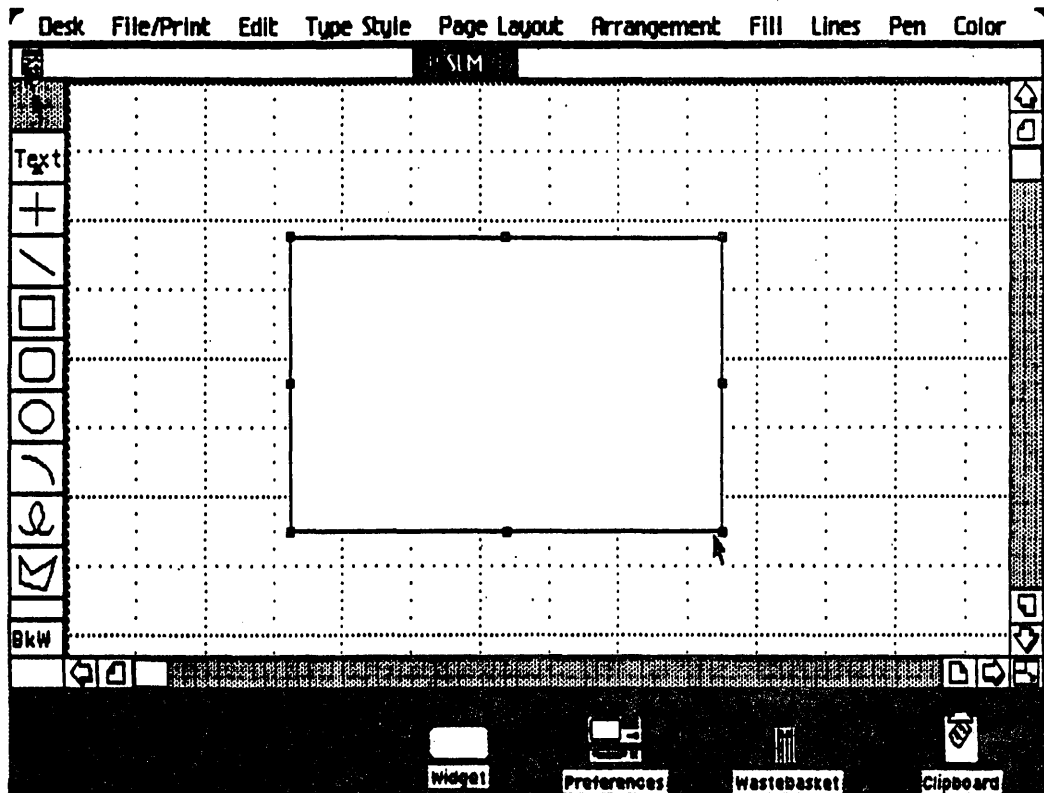 Desk File/Print Edit Type Style Page Layout Arrangement Fill Lines Pen Color
SLM
Text
BkW
Widget Preferences Wastebasket Clipboard